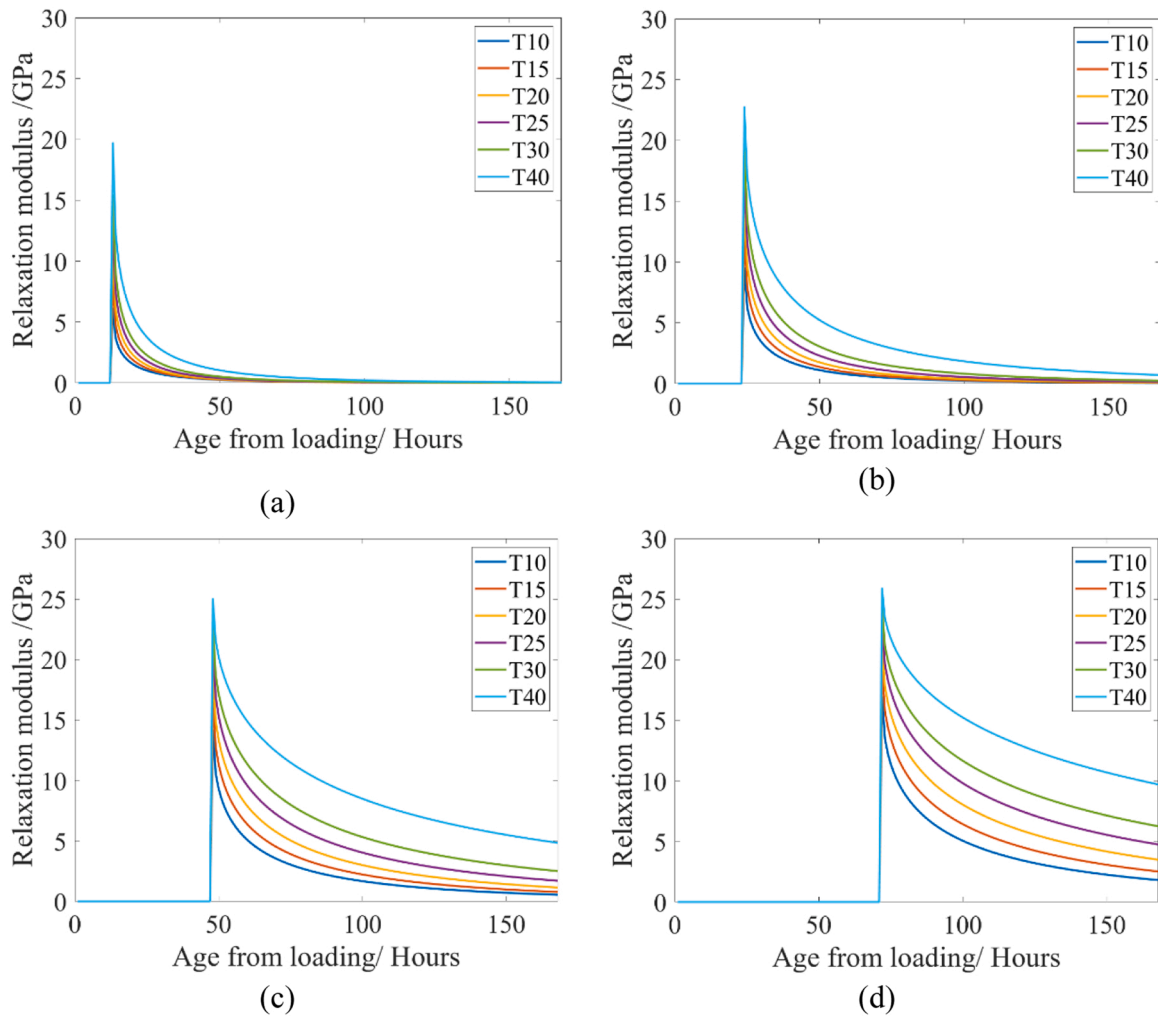 30
25
20
15
10
5
0
Relaxation modulus /GPa
T10
T15
T20
T25
T30
T40
0 50 100 150
Age from loading/ Hours
(a)
30
25
20
15
10
5
0
Relaxation modulus /GPa
T10
T15
T20
T25
T30
T40
0 50 100 150
Age from loading/ Hours
(b)
30
25
20
15
10
5
0
Relaxation modulus /GPa
T10
T15
T20
T25
T30
T40
0 50 100 150
Age from loading/ Hours
(c)
30
25
20
15
10
5
0
Relaxation modulus /GPa
T10
T15
T20
T25
T30
T40
0 50 100 150
Age from loading/ Hours
(d)